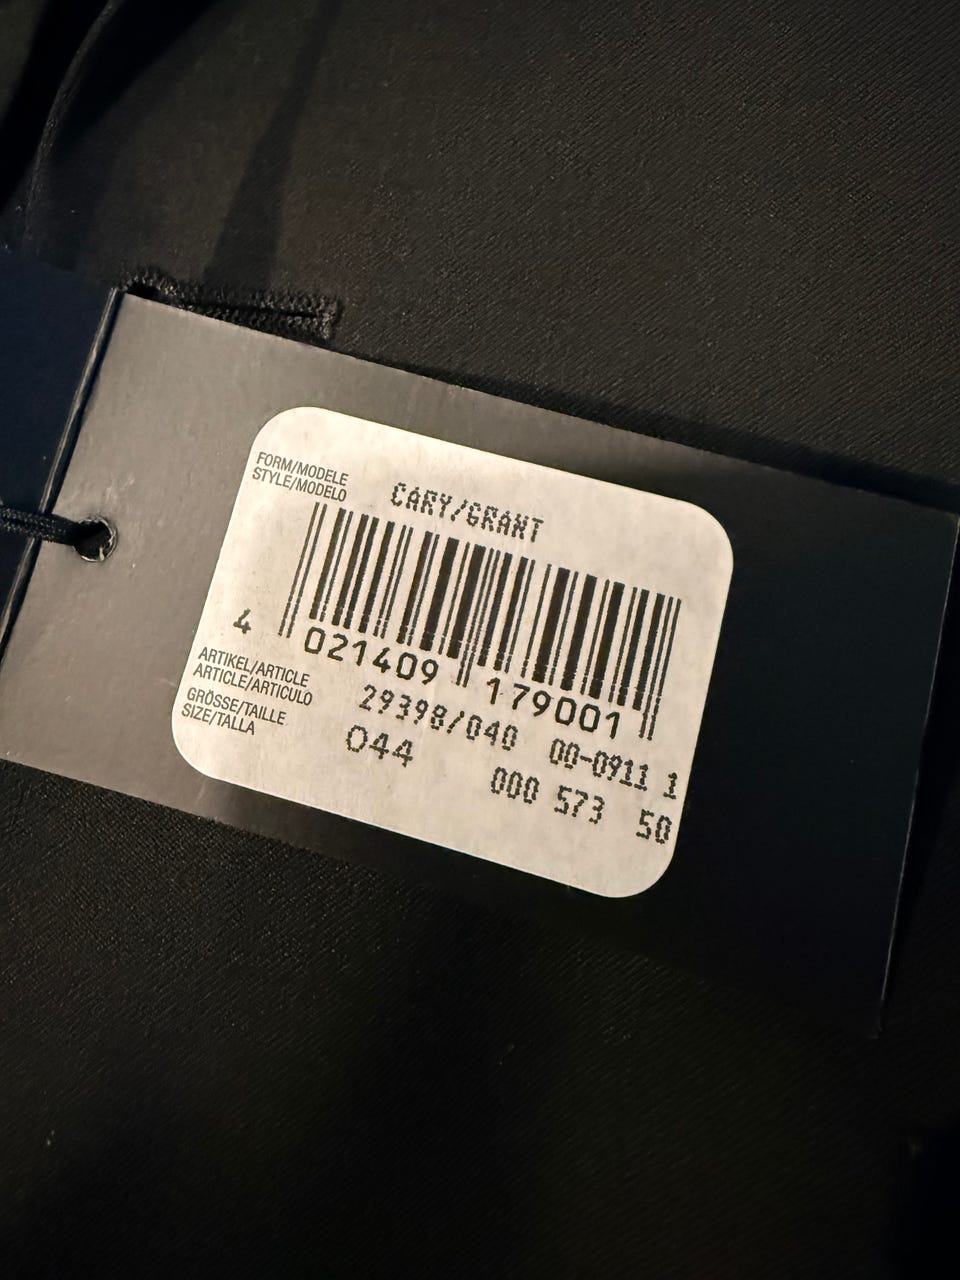 FORM/MODELE
STYLE/MODELO
CARY/GRANT
4 021409 179001
ARTIKEL/ARTICLE
ARTICLE/ARTICULO
29398/040 00-0911 1
GRÖSSE/TAILLE
SIZE/TALLA
044
000 573 50